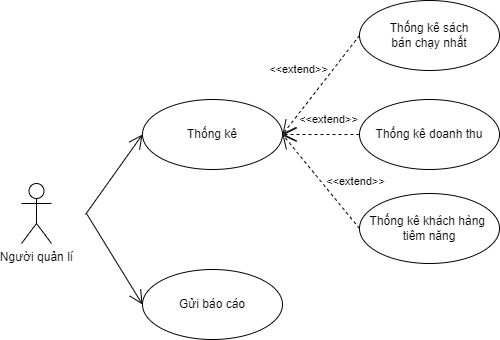 Thống kê sách
bán chạy nhất
<<extend>>
Thống kê
<<extend>>
Thống kê doanh thu
<<extend>>
Thống kê khách hàng
tiêm năng
Người quản lí
Gửi báo cáo